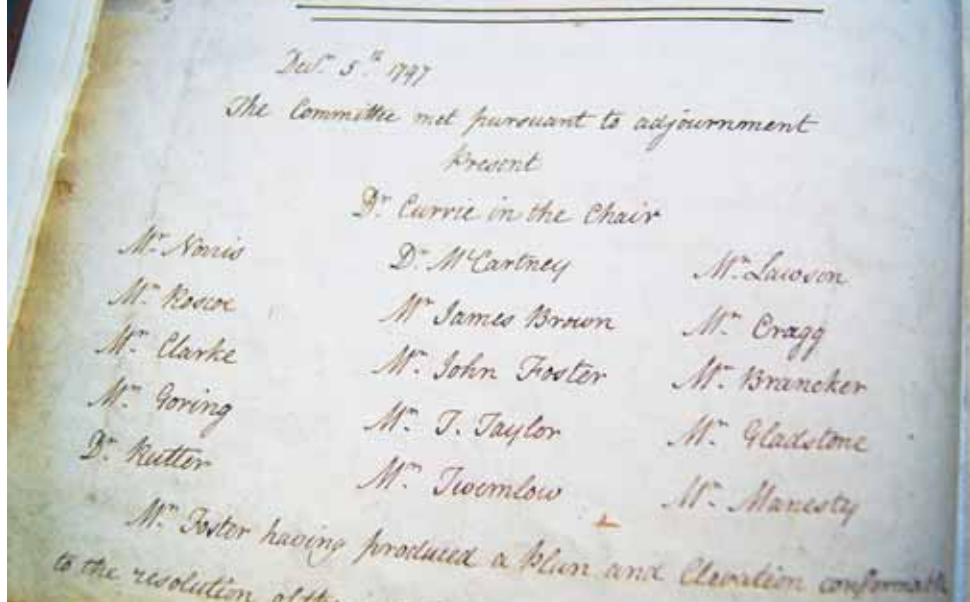 Decr. 5th. 1797
The Committee met pursuant to adjournment
Present
Dr. Currie in the Chair
Mr. Norris Dr. McCartney Mr. Lawson
Mr. Roscoe Mr. James Brown Mr. Cragg
Mr. Clarke Mr. John Foster Mr. Brancker
Mr. Goring Mr. T. Taylor Mr. Gladstone
Dr. Rutter Mr. Twemlow Mr. Manesty
Mr. Foster having produced a Plan and Elevation conformable
to the resolution of the